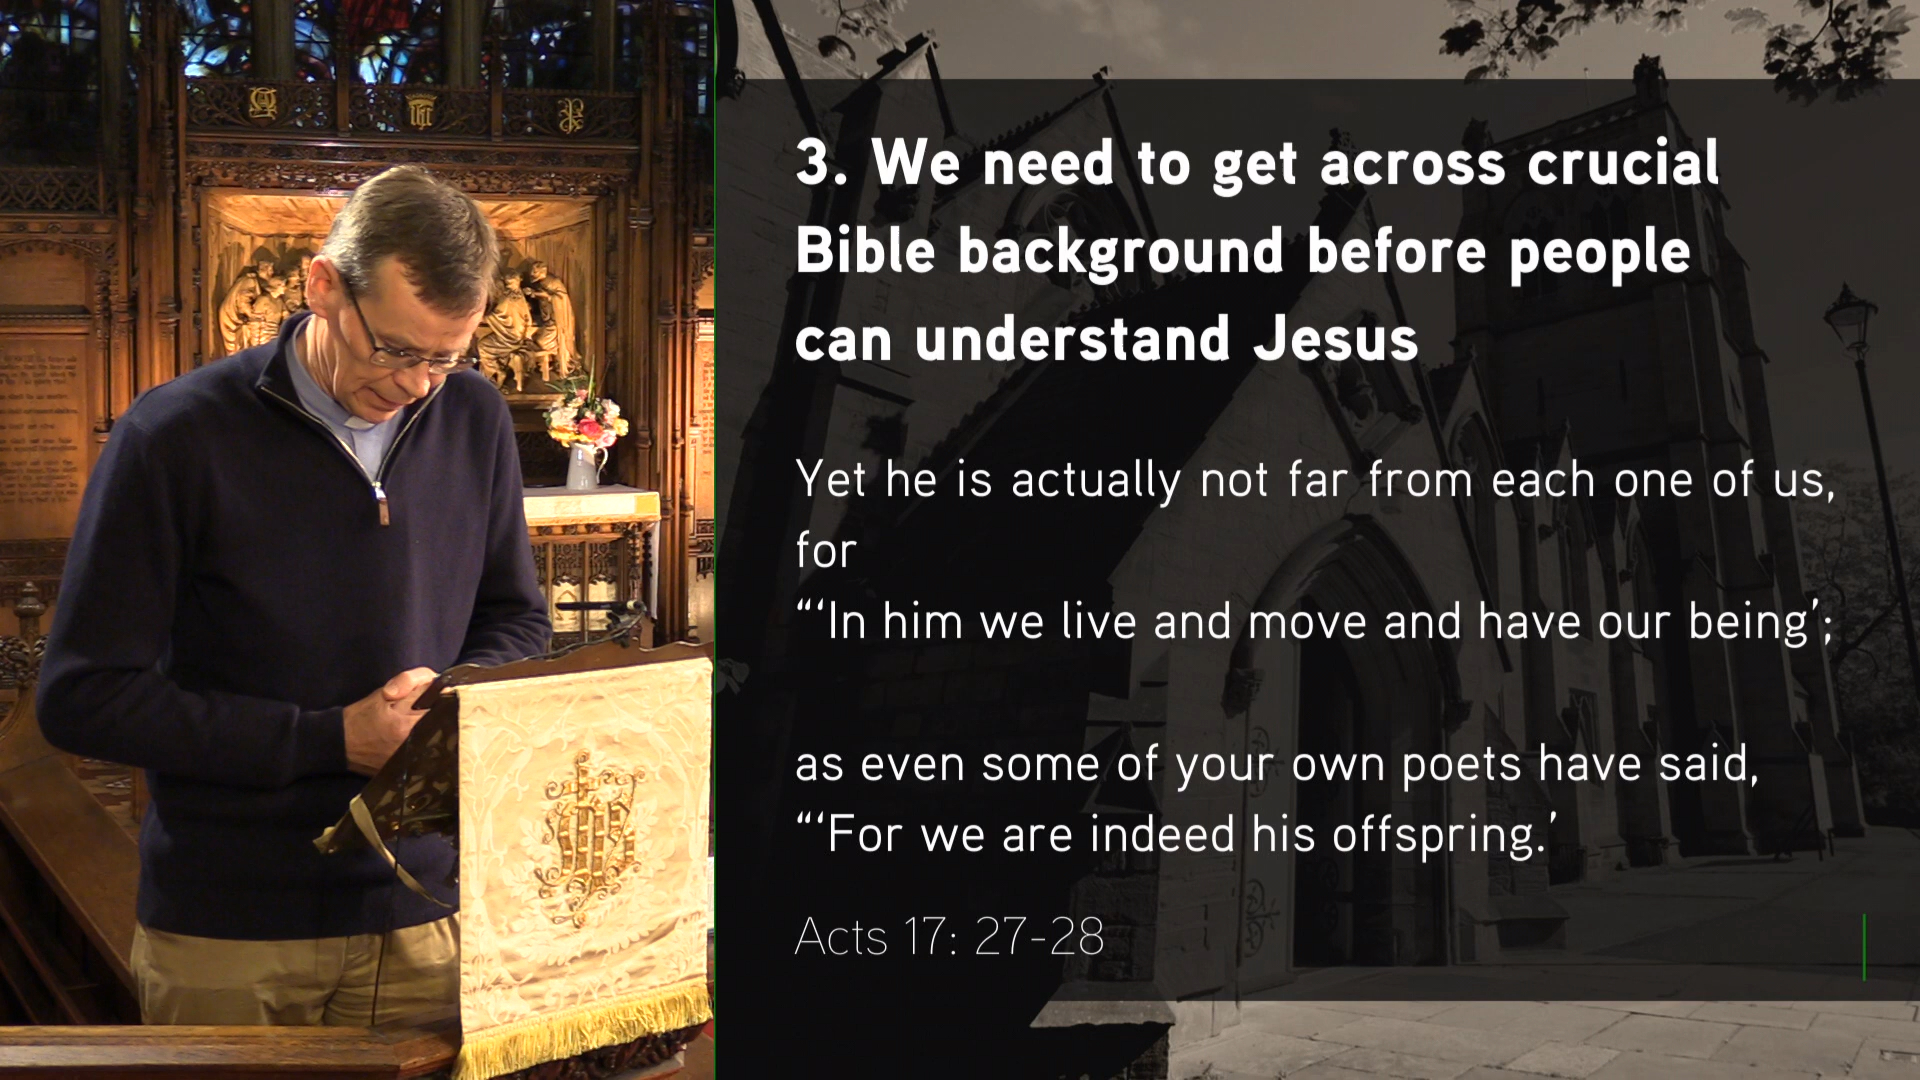 3. We need to get across crucial
Bible background before people
can understand Jesus
Yet he is actually not far from each one of us,
for
“‘In him we live and move and have our being’;
as even some of your own poets have said,
“‘For we are indeed his offspring.’
Acts 17: 27-28